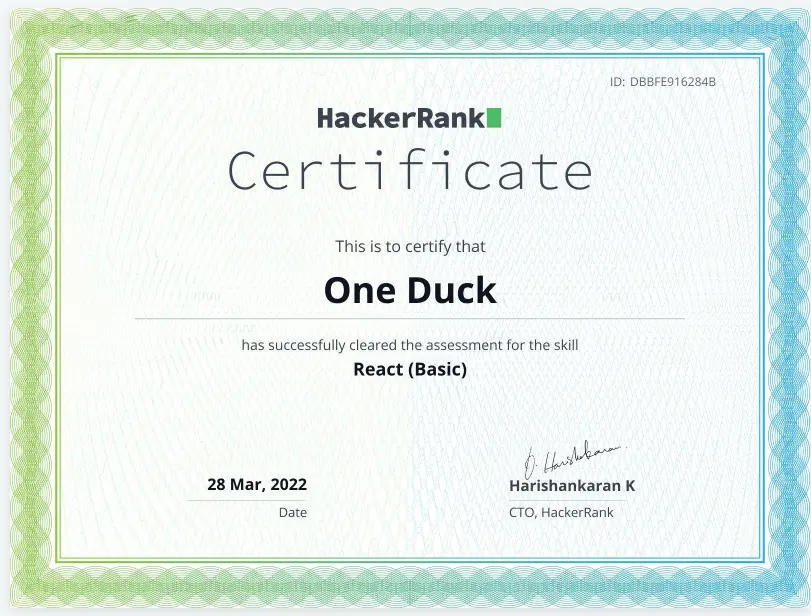 ID: DBBFE916284B
HackerRank
Certificate
This is to certify that
One Duck
has successfully cleared the assessment for the skill
React (Basic)
28 Mar, 2022
Date
Harishankaran K
CTO, HackerRank